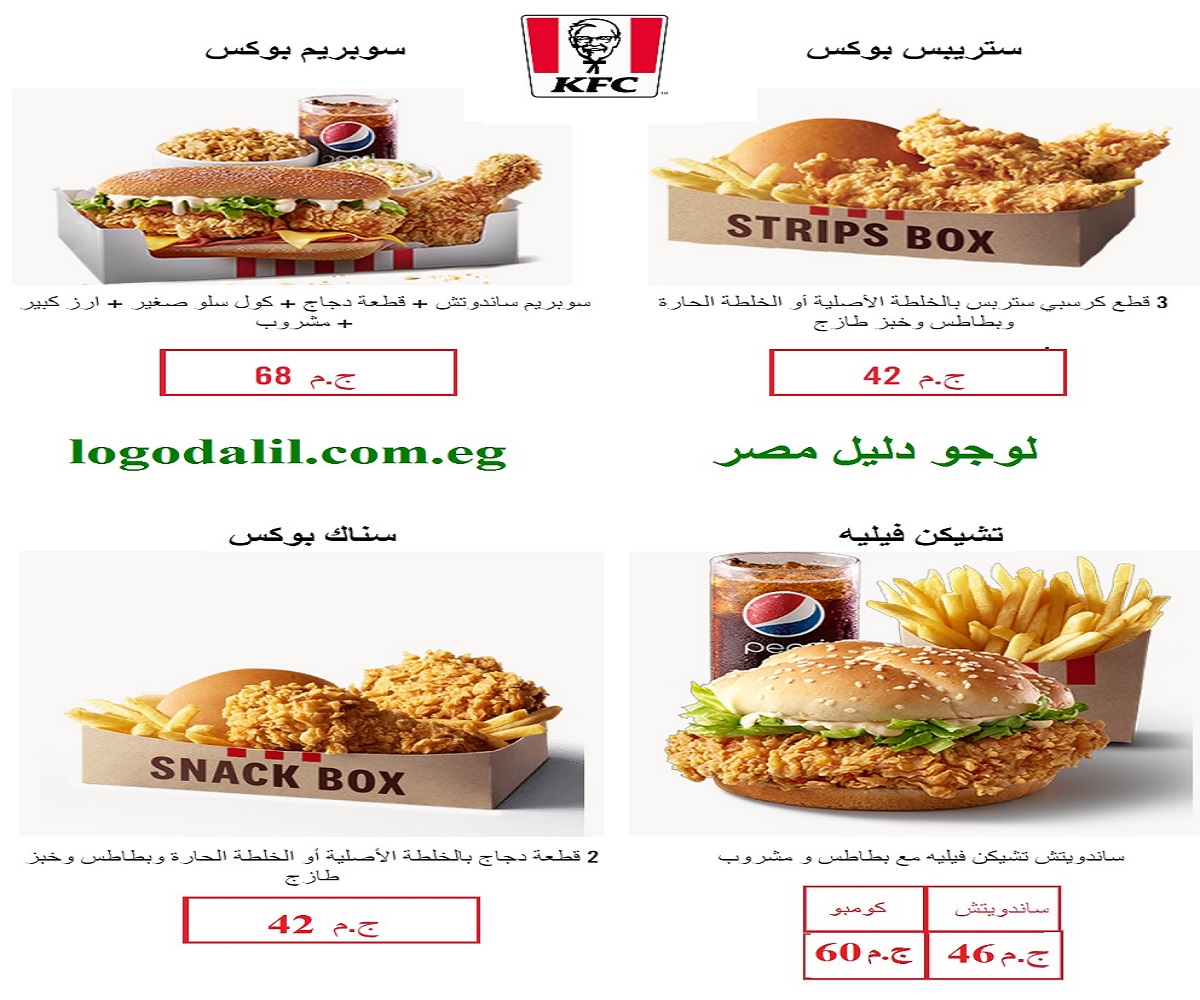 ستريبس بوكس
KFC
سوبريم بوكس
STRIPS BOX
pepsi
3 قطع كرسبي ستربس بالخلطة الأصلية أو الخلطة الحارة
وبطاطس وخبز طازج
ج.م 42
سوبريم ساندوتش + قطعة دجاج + كول سلو صغير + ارز كبير
+ مشروب
ج.م 68
لوجو دليل مصر
logodalil.com.eg
تشيكن فيليه
pepsi
ساندويتش تشيكن فيليه مع بطاطس و مشروب
ساندويتش كومبو
ج.م 46 ج.م 60
سناك بوكس
SNACK BOX
2 قطعة دجاج بالخلطة الأصلية أو الخلطة الحارة وبطاطس وخبز
طازج
ج.م 42